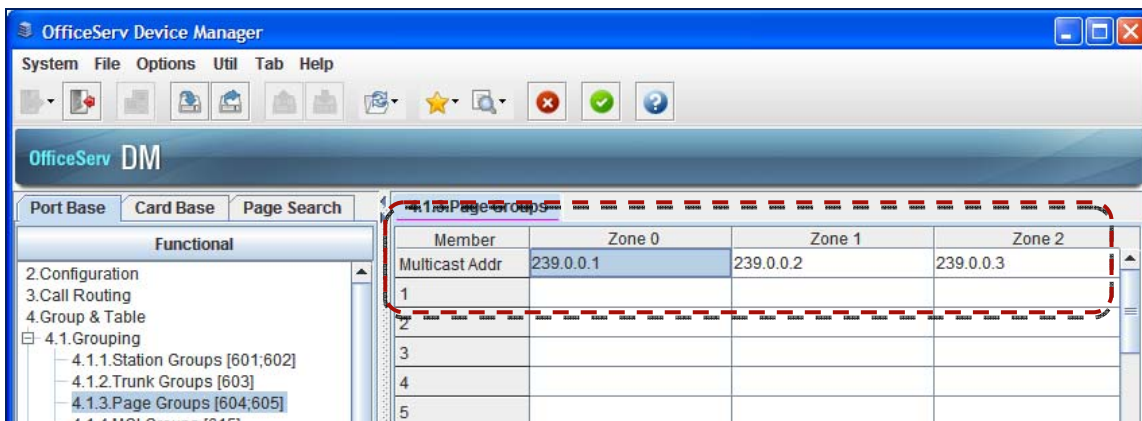 OfficeServ Device Manager
System File Options Util Tab Help
OfficeServ DM
Port Base Card Base Page Search
Functional
2.Configuration
3.Call Routing
4.Group & Table
4.1.Grouping
4.1.1.Station Groups [601;602]
4.1.2.Trunk Groups [603]
4.1.3.Page Groups [604;605]
4.1.3.Page Groups
Member Zone 0 Zone 1 Zone 2
Multicast Addr 239.0.0.1 239.0.0.2 239.0.0.3
1
2
3
4
5